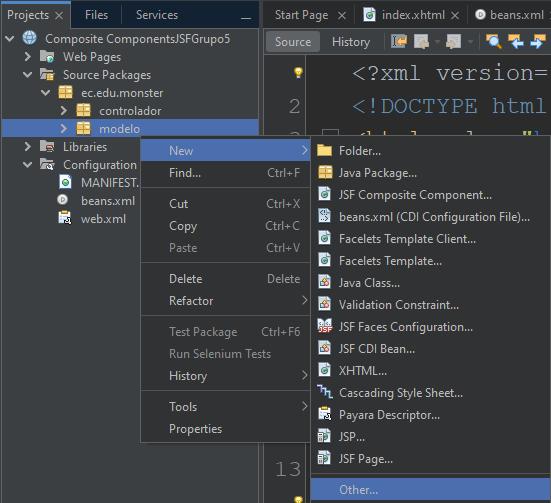 Projects × Files Services
Composite ComponentsJSFGrupo5
Web Pages
Source Packages
ec.edu.monster
controlador
modelo
Libraries
Configuration
MANIFEST.
beans.xml
web.xml
Start Page × index.xhtml × beans.xml
Source History
<?xml version=
2 <!DOCTYPE html
13
New
Find... Ctrl+F
Cut Ctrl+X
Copy Ctrl+C
Paste Ctrl+V
Delete Delete
Refactor
Test Package Ctrl+F6
Run Selenium Tests
History
Tools
Properties
Folder...
Java Package...
JSF Composite Component...
beans.xml (CDI Configuration File)...
Facelets Template Client...
Facelets Template...
Java Class...
Validation Constraint...
JSF Faces Configuration...
JSF CDI Bean...
XHTML...
Cascading Style Sheet...
Payara Descriptor...
JSP...
JSF Page...
Other...